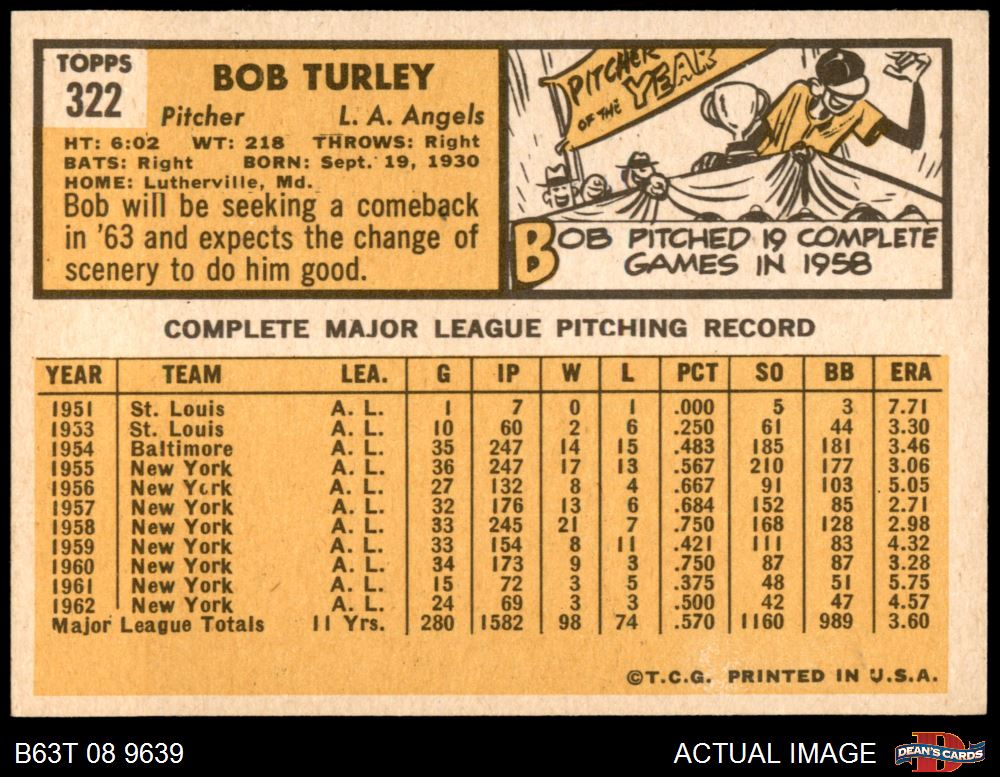 TOPPS
322
BOB TURLEY
Pitcher L. A. Angels
HT: 6:02 WT: 218 THROWS: Right
BATS: Right BORN: Sept. 19, 1930
HOME: Lutherville, Md.
Bob will be seeking a comeback
in '63 and expects the change of
scenery to do him good.
PITCHER
OF THE YEAR
BOB PITCHED 19 COMPLETE
GAMES IN 1958
COMPLETE MAJOR LEAGUE PITCHING RECORD
YEAR TEAM LEA. G IP W L PCT SO BB ERA
1951 St. Louis A. L. 1 7 0 1 .000 5 3 7.71
1953 St. Louis A. L. 10 60 2 6 .250 61 44 3.30
1954 Baltimore A. L. 35 247 14 15 .483 185 181 3.46
1955 New York A. L. 36 247 17 13 .567 210 177 3.06
1956 New York A. L. 27 132 8 4 .667 91 103 5.05
1957 New York A. L. 32 176 13 6 .684 152 85 2.71
1958 New York A. L. 33 245 21 7 .750 168 128 2.98
1959 New York A. L. 33 154 8 11 .421 111 83 4.32
1960 New York A. L. 34 173 9 3 .750 87 87 3.28
1961 New York A. L. 15 72 3 5 .375 48 51 5.75
1962 New York A. L. 24 69 3 3 .500 42 47 4.57
Major League Totals 11 Yrs. 280 1582 98 74 .570 1160 989 3.60
©T.C.G. PRINTED IN U.S.A.
B63T 08 9639 ACTUAL IMAGE
D
DEAN'S CARDS